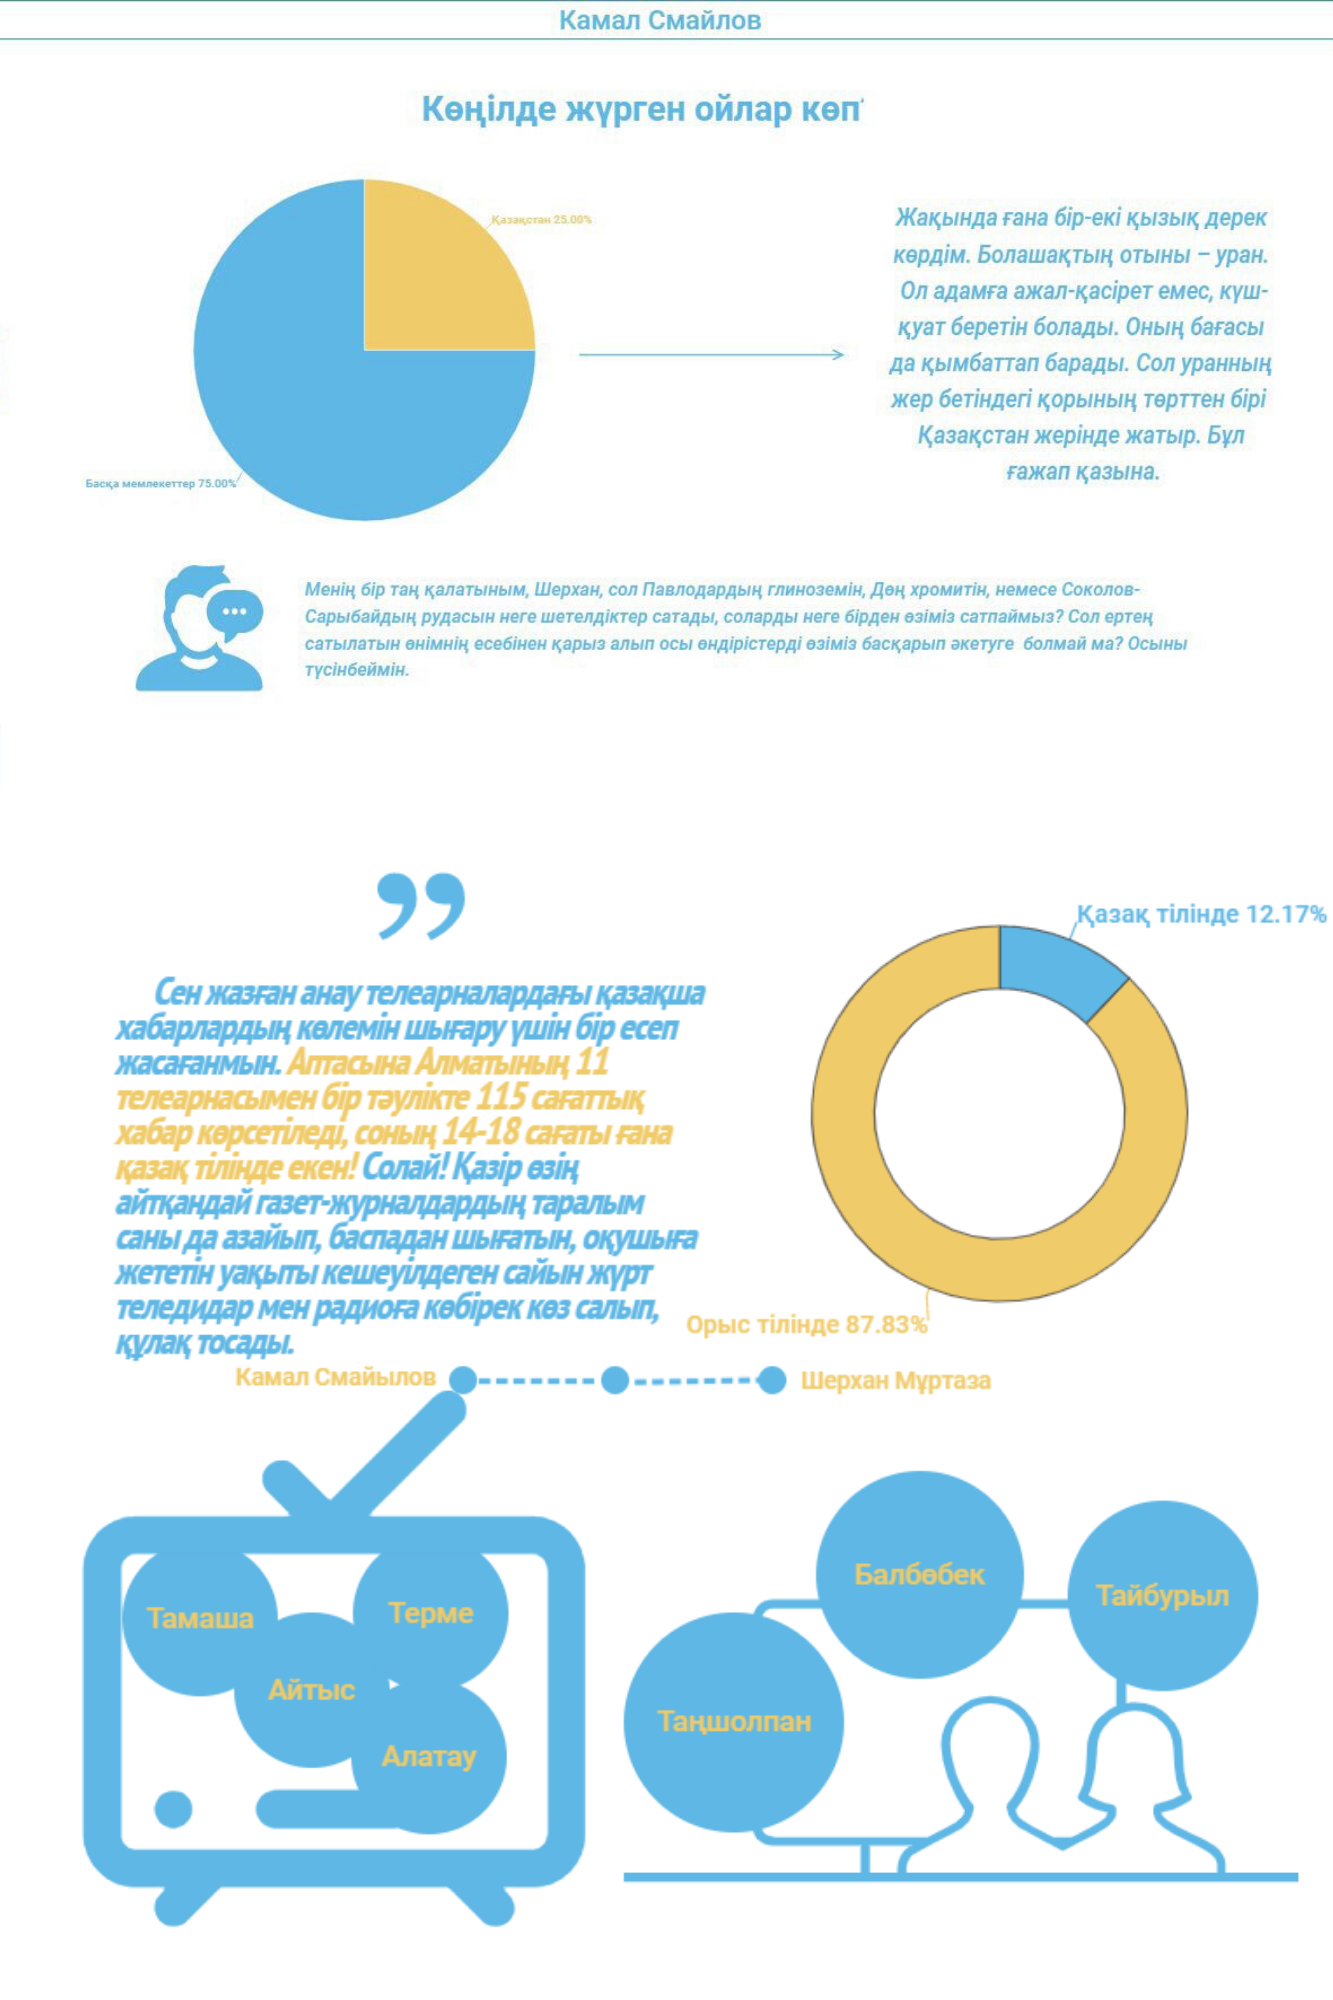 Камал Смайлов
Көңілде жүрген ойлар көп
Қазақстан 25.00%
Басқа мемлекеттер 75.00%
Жақында ғана бір-екі қызық дерек
көрдім. Болашақтың отыны – уран.
Ол адамға ажал-қасірет емес, күш-
қуат беретін болады. Оның бағасы
да қымбаттап барады. Сол уранның
жер бетіндегі қорының төрттен бірі
Қазақстан жерінде жатыр. Бұл
ғажап қазына.
Менің бір таң қалатыным, Шерхан, сол Павлодардың глиноземін, Дөң хромитін, немесе Соколов-
Сарыбайдың рудасын неге шетелдіктер сатады, соларды неге бірден өзіміз сатпаймыз? Сол ертең
сатылатын өнімнің есебінен қарыз алып осы өндірістерді өзіміз басқарып әкетуге болмай ма? Осыны
түсінбеймін.
”
Сен жазған анау телеарналардағы қазақша
хабарлардың көлемін шығару үшін бір есеп
жасағанмын. Аптасына Алматының 11
телеарнасымен бір тәулікте 115 сағаттық
хабар көрсетіледі, соның 14-18 сағаты ғана
қазақ тілінде екен! Солай! Қазір өзің
айтқандай газет-журналдардың таралым
саны да азайып, баспадан шығатын, оқушыға
жететін уақыты кешеуілдеген сайын жүрт
теледидар мен радиоға көбірек көз салып,
құлақ тосады.
Қазақ тілінде 12.17%
Орыс тілінде 87.83%
Камал Смайылов
Шерхан Мұртаза
Тамаша
Терме
Айтыс
Алатау
Балбөбек
Тайбурыл
Таңшолпан